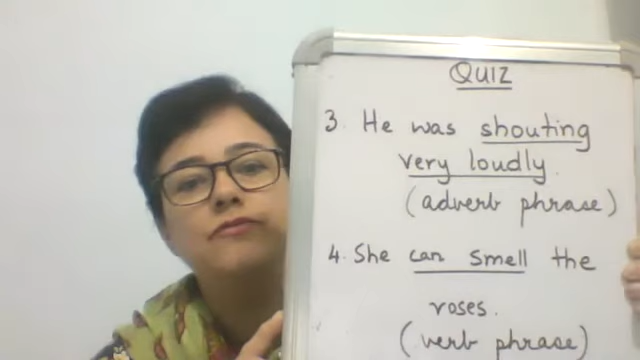 QUIZ
3. He was shouting
very loudly.
(adverb phrase)
4. She can smell the
roses.
(verb phrase)